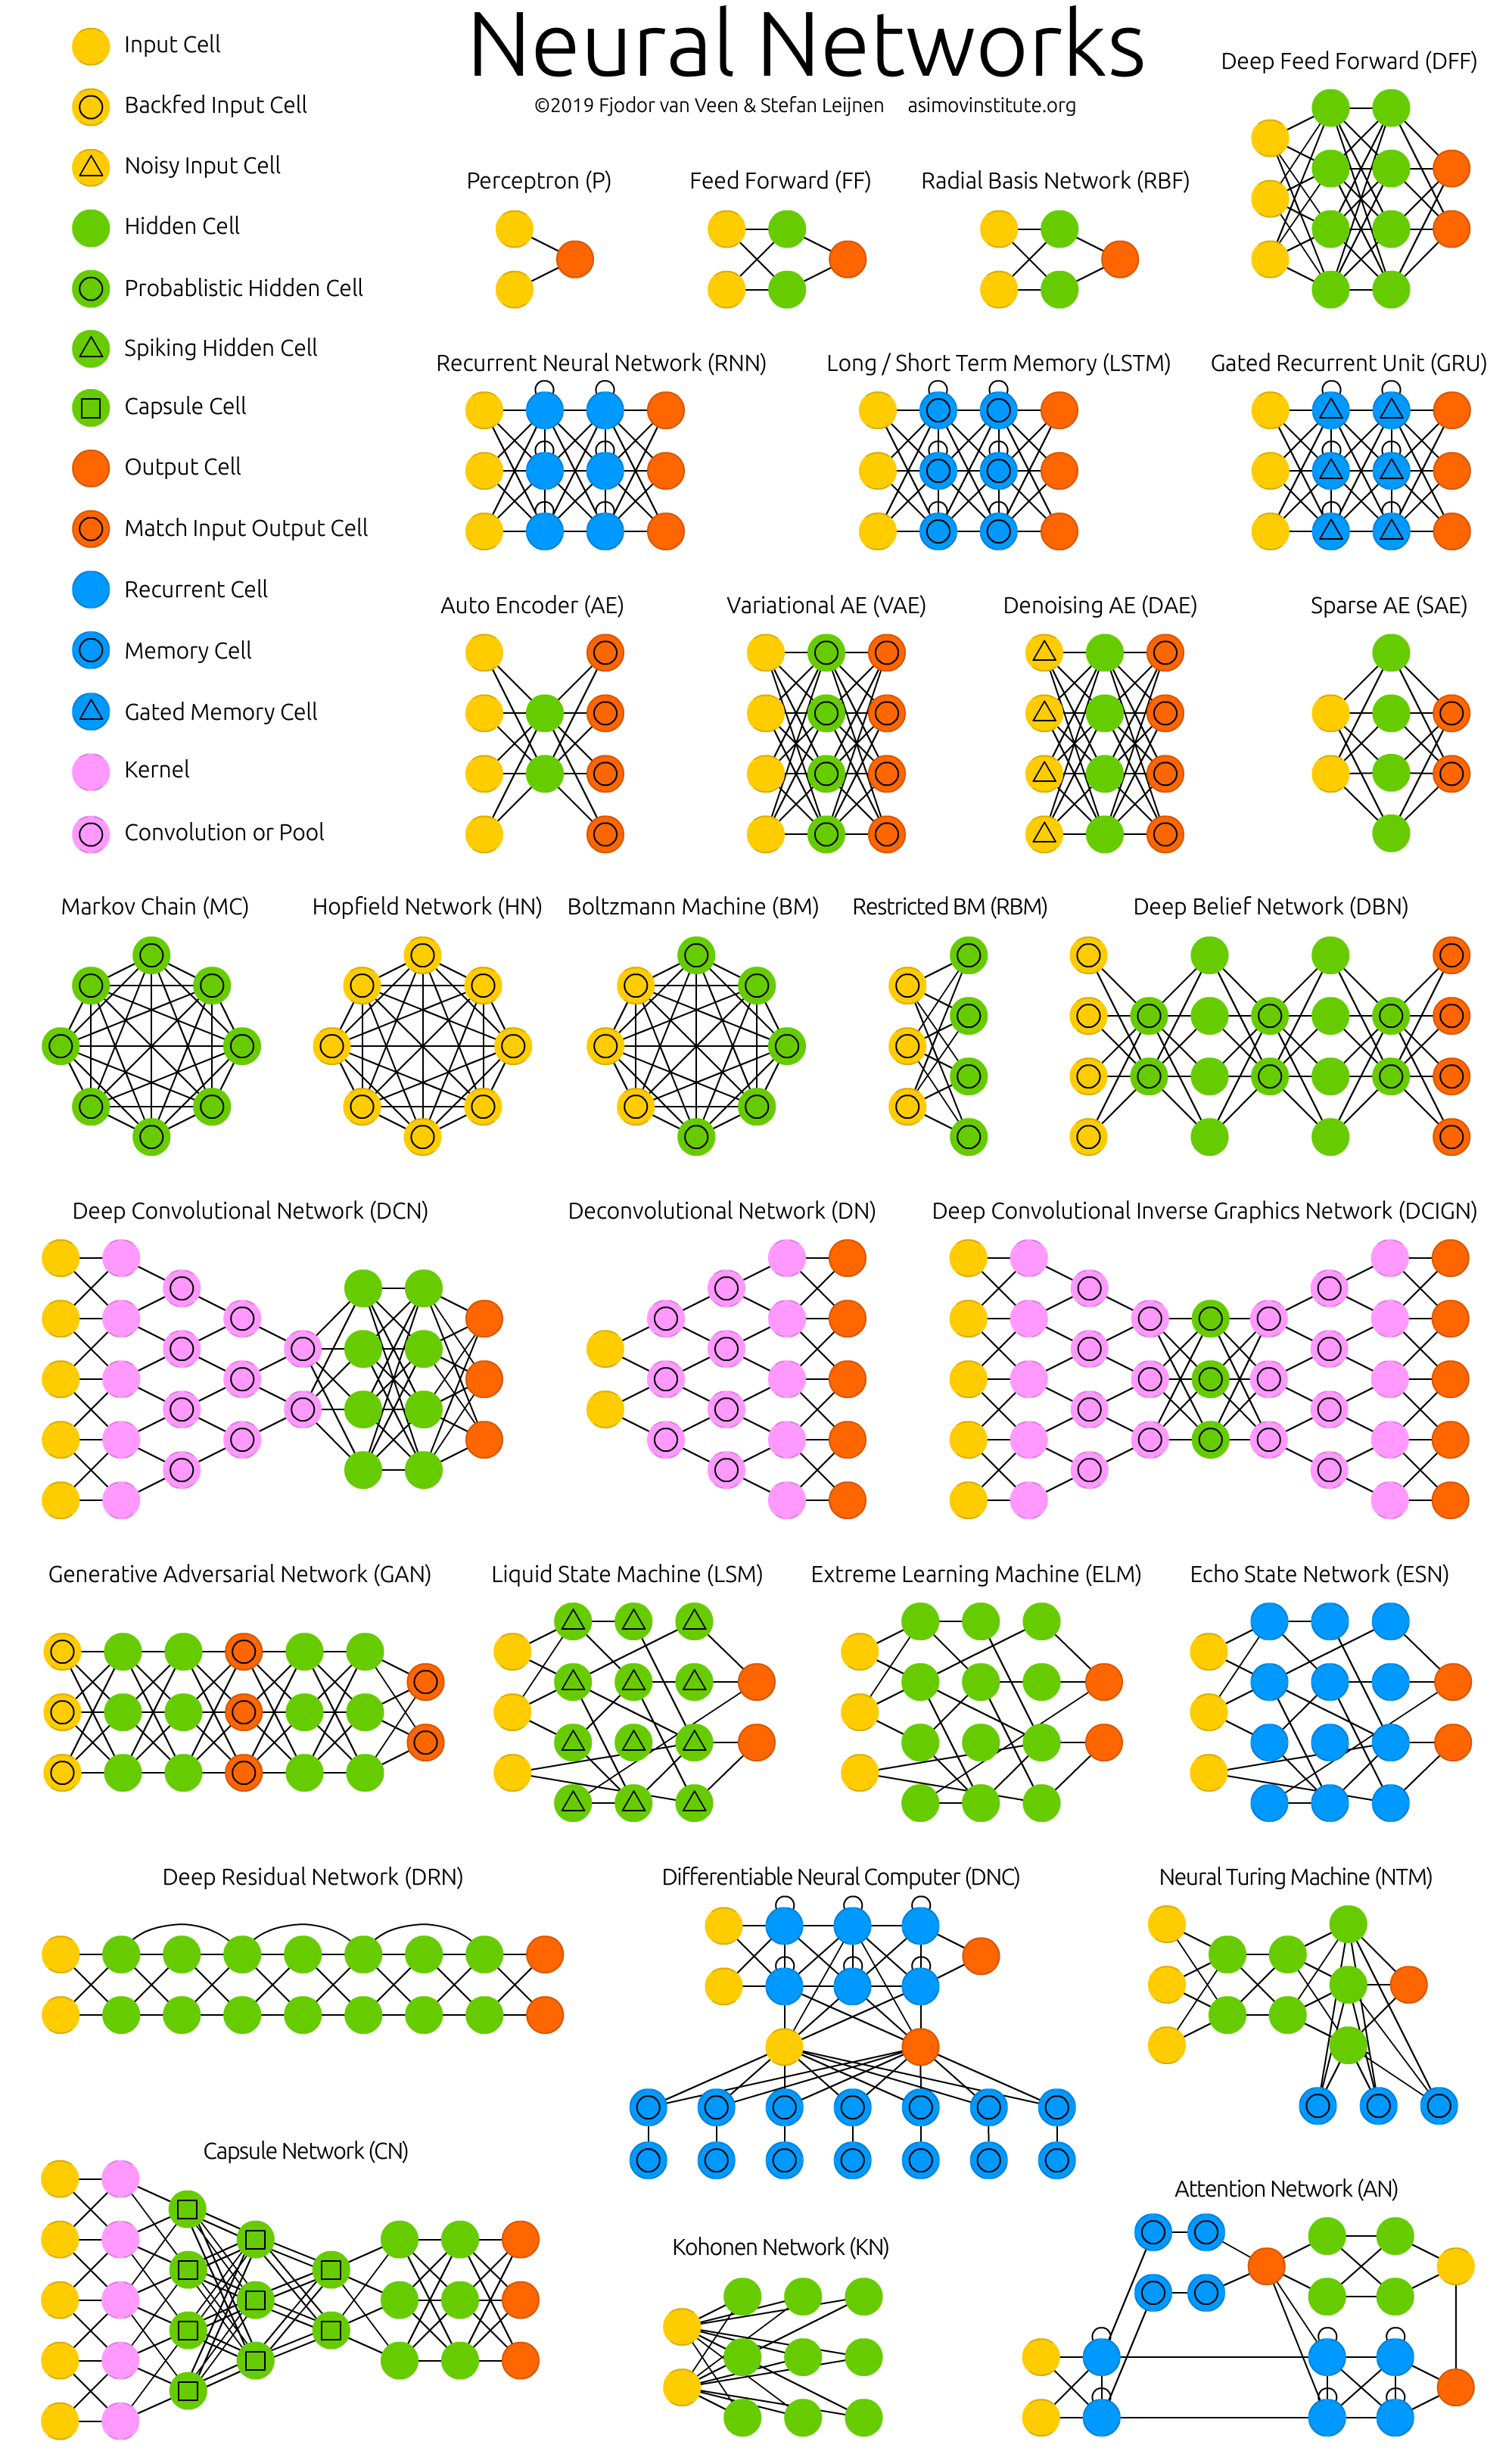 Neural Networks
©2019 Fjodor van Veen & Stefan Leijnen asimovinstitute.org
Input Cell
Backfed Input Cell
Noisy Input Cell
Hidden Cell
Probablistic Hidden Cell
Spiking Hidden Cell
Capsule Cell
Output Cell
Match Input Output Cell
Recurrent Cell
Memory Cell
Gated Memory Cell
Kernel
Convolution or Pool
Deep Feed Forward (DFF)
Perceptron (P)
Feed Forward (FF)
Radial Basis Network (RBF)
Recurrent Neural Network (RNN)
Long / Short Term Memory (LSTM)
Gated Recurrent Unit (GRU)
Auto Encoder (AE)
Variational AE (VAE)
Denoising AE (DAE)
Sparse AE (SAE)
Markov Chain (MC)
Hopfield Network (HN)
Boltzmann Machine (BM)
Restricted BM (RBM)
Deep Belief Network (DBN)
Deep Convolutional Network (DCN)
Deconvolutional Network (DN)
Deep Convolutional Inverse Graphics Network (DCIGN)
Generative Adversarial Network (GAN)
Liquid State Machine (LSM)
Extreme Learning Machine (ELM)
Echo State Network (ESN)
Deep Residual Network (DRN)
Differentiable Neural Computer (DNC)
Neural Turing Machine (NTM)
Capsule Network (CN)
Kohonen Network (KN)
Attention Network (AN)